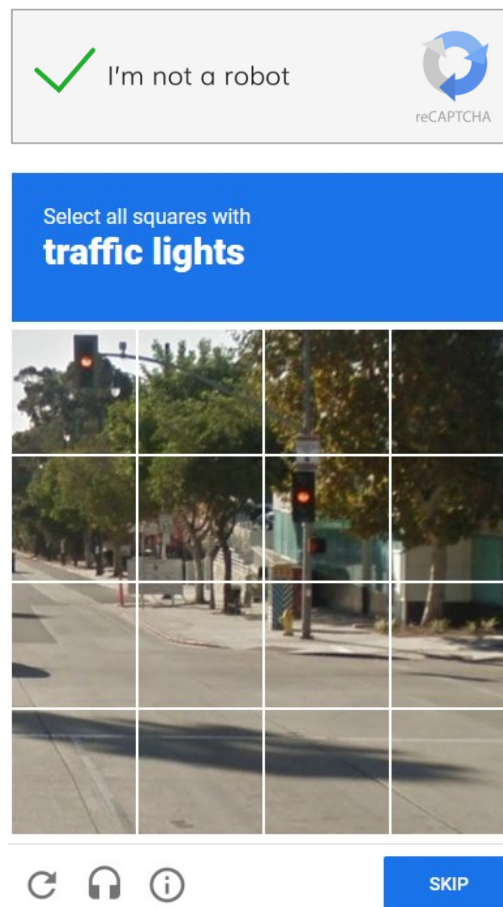 I'm not a robot
reCAPTCHA
Select all squares with
traffic lights
SKIP